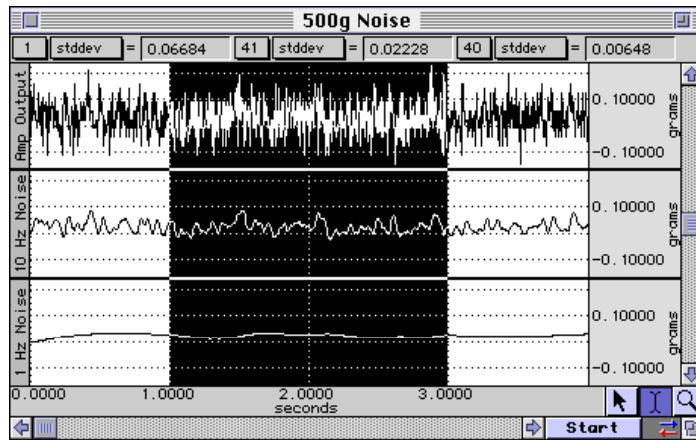 500g Noise
1 stddev = 0.06684 41 stddev = 0.02228 40 stddev = 0.00648
Amp Output
0.10000
-0.10000
grams
10 Hz Noise
0.10000
-0.10000
grams
1 Hz Noise
0.10000
-0.10000
grams
0.0000 1.0000 2.0000 3.0000
seconds
Start